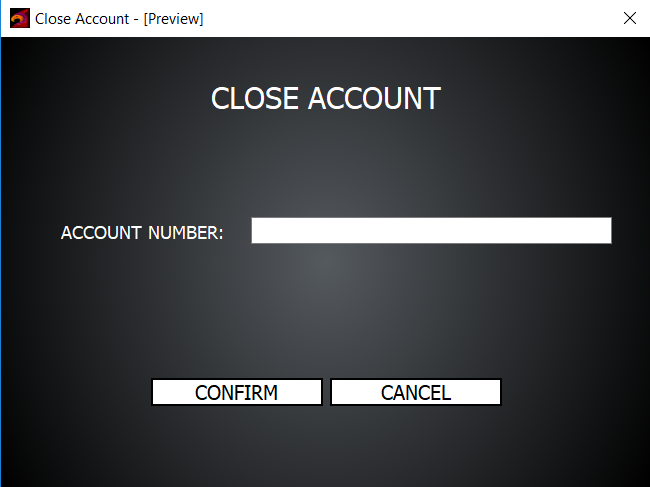 Close Account - [Preview]
CLOSE ACCOUNT
ACCOUNT NUMBER:
CONFIRM CANCEL